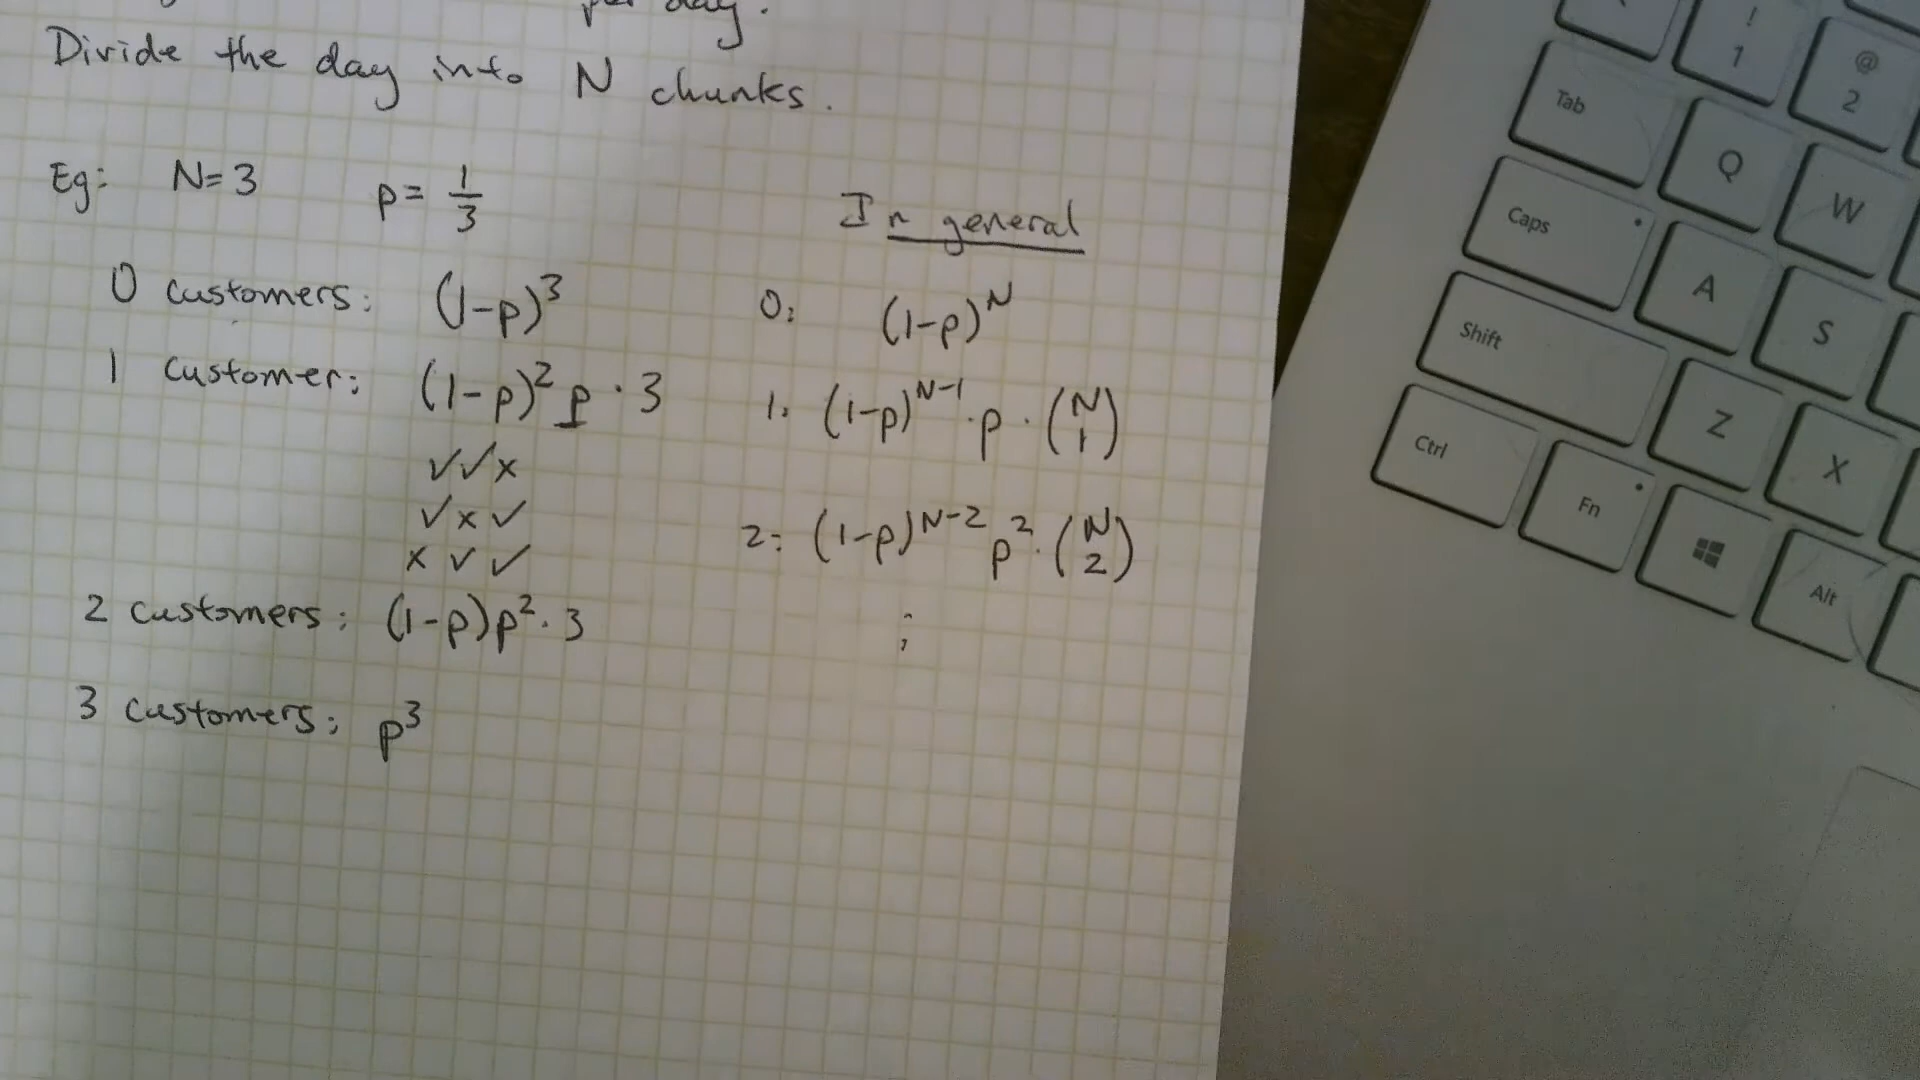 per day.
Divide the day into N chunks.
Eg: N=3 p= 1/3
0 customers: (1-p)^3
1 customer: (1-p)^2 p · 3
✓✓x
✓x✓
x✓✓
2 customers: (1-p)p^2 · 3
3 customers: p^3
In general
0: (1-p)^N
1: (1-p)^{N-1} · p · (N 1)
2: (1-p)^{N-2} p^2 · (N 2)
:
! 1
@ 2
Tab Q W
Caps A S
Shift Z X
Ctrl Fn Alt